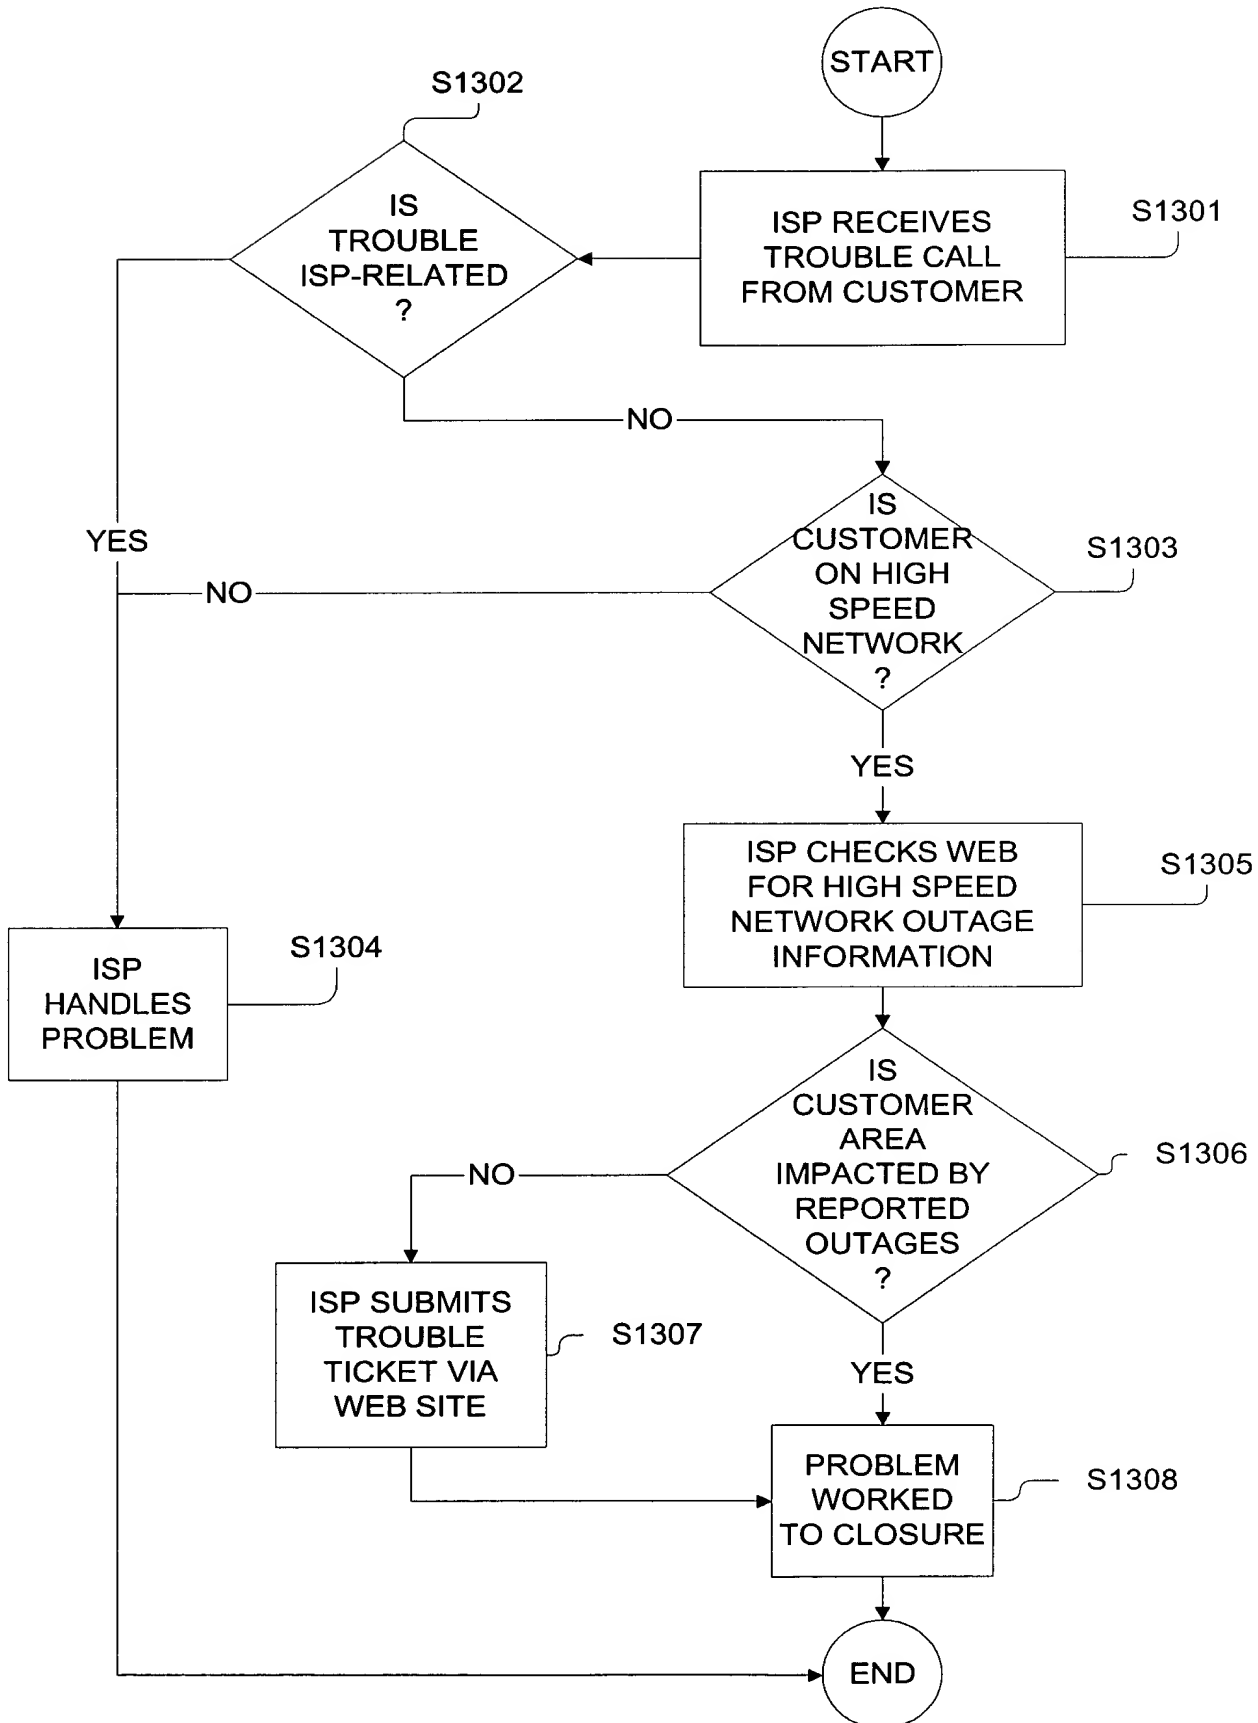 START
S1302
IS
TROUBLE
ISP-RELATED
?
ISP RECEIVES
TROUBLE CALL
FROM CUSTOMER
S1301
NO
YES
IS
CUSTOMER
ON HIGH
SPEED
NETWORK
?
S1303
NO
YES
ISP CHECKS WEB
FOR HIGH SPEED
NETWORK OUTAGE
INFORMATION
S1305
ISP
HANDLES
PROBLEM
S1304
IS
CUSTOMER
AREA
IMPACTED BY
REPORTED
OUTAGES
?
S1306
NO
ISP SUBMITS
TROUBLE
TICKET VIA
WEB SITE
S1307
YES
PROBLEM
WORKED
TO CLOSURE
S1308
END